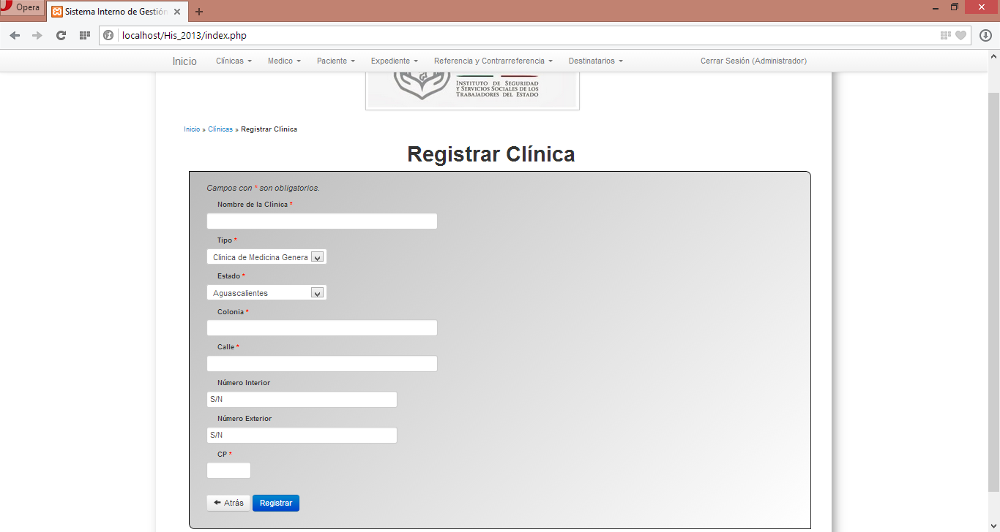 Opera
Sistema Interno de Gestión
localhost/His_2013/index.php
Inicio Clínicas Medico Paciente Expediente Referencia y Contrarreferencia Destinatarios Cerrar Sesión (Administrador)
INSTITUTO DE SEGURIDAD
Y SERVICIOS SOCIALES DE LOS
TRABAJADORES DEL ESTADO
Inicio » Clínicas » Registrar Clínica
Registrar Clínica
Campos con * son obligatorios.
Nombre de la Clínica *
Tipo *
Clinica de Medicina Genera
Estado *
Aguascalientes
Colonia *
Calle *
Número Interior
S/N
Número Exterior
S/N
CP *
Atrás Registrar